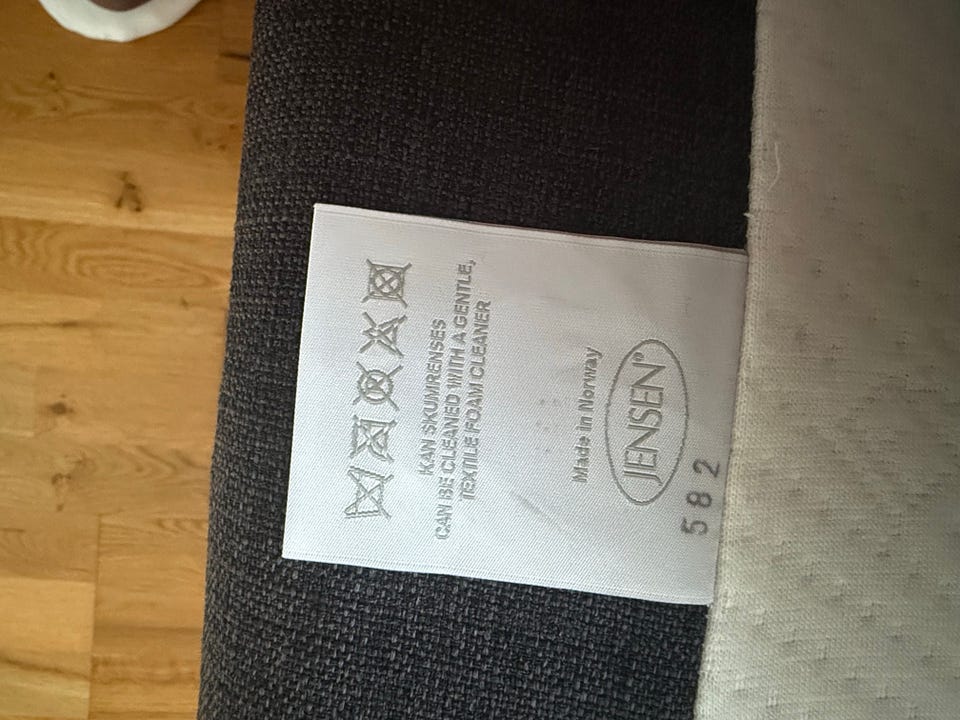 KAN SKUMRENSES
CAN BE CLEANED WITH A GENTLE,
TEXTILE FOAM CLEANER
Made in Norway
JENSEN®
582